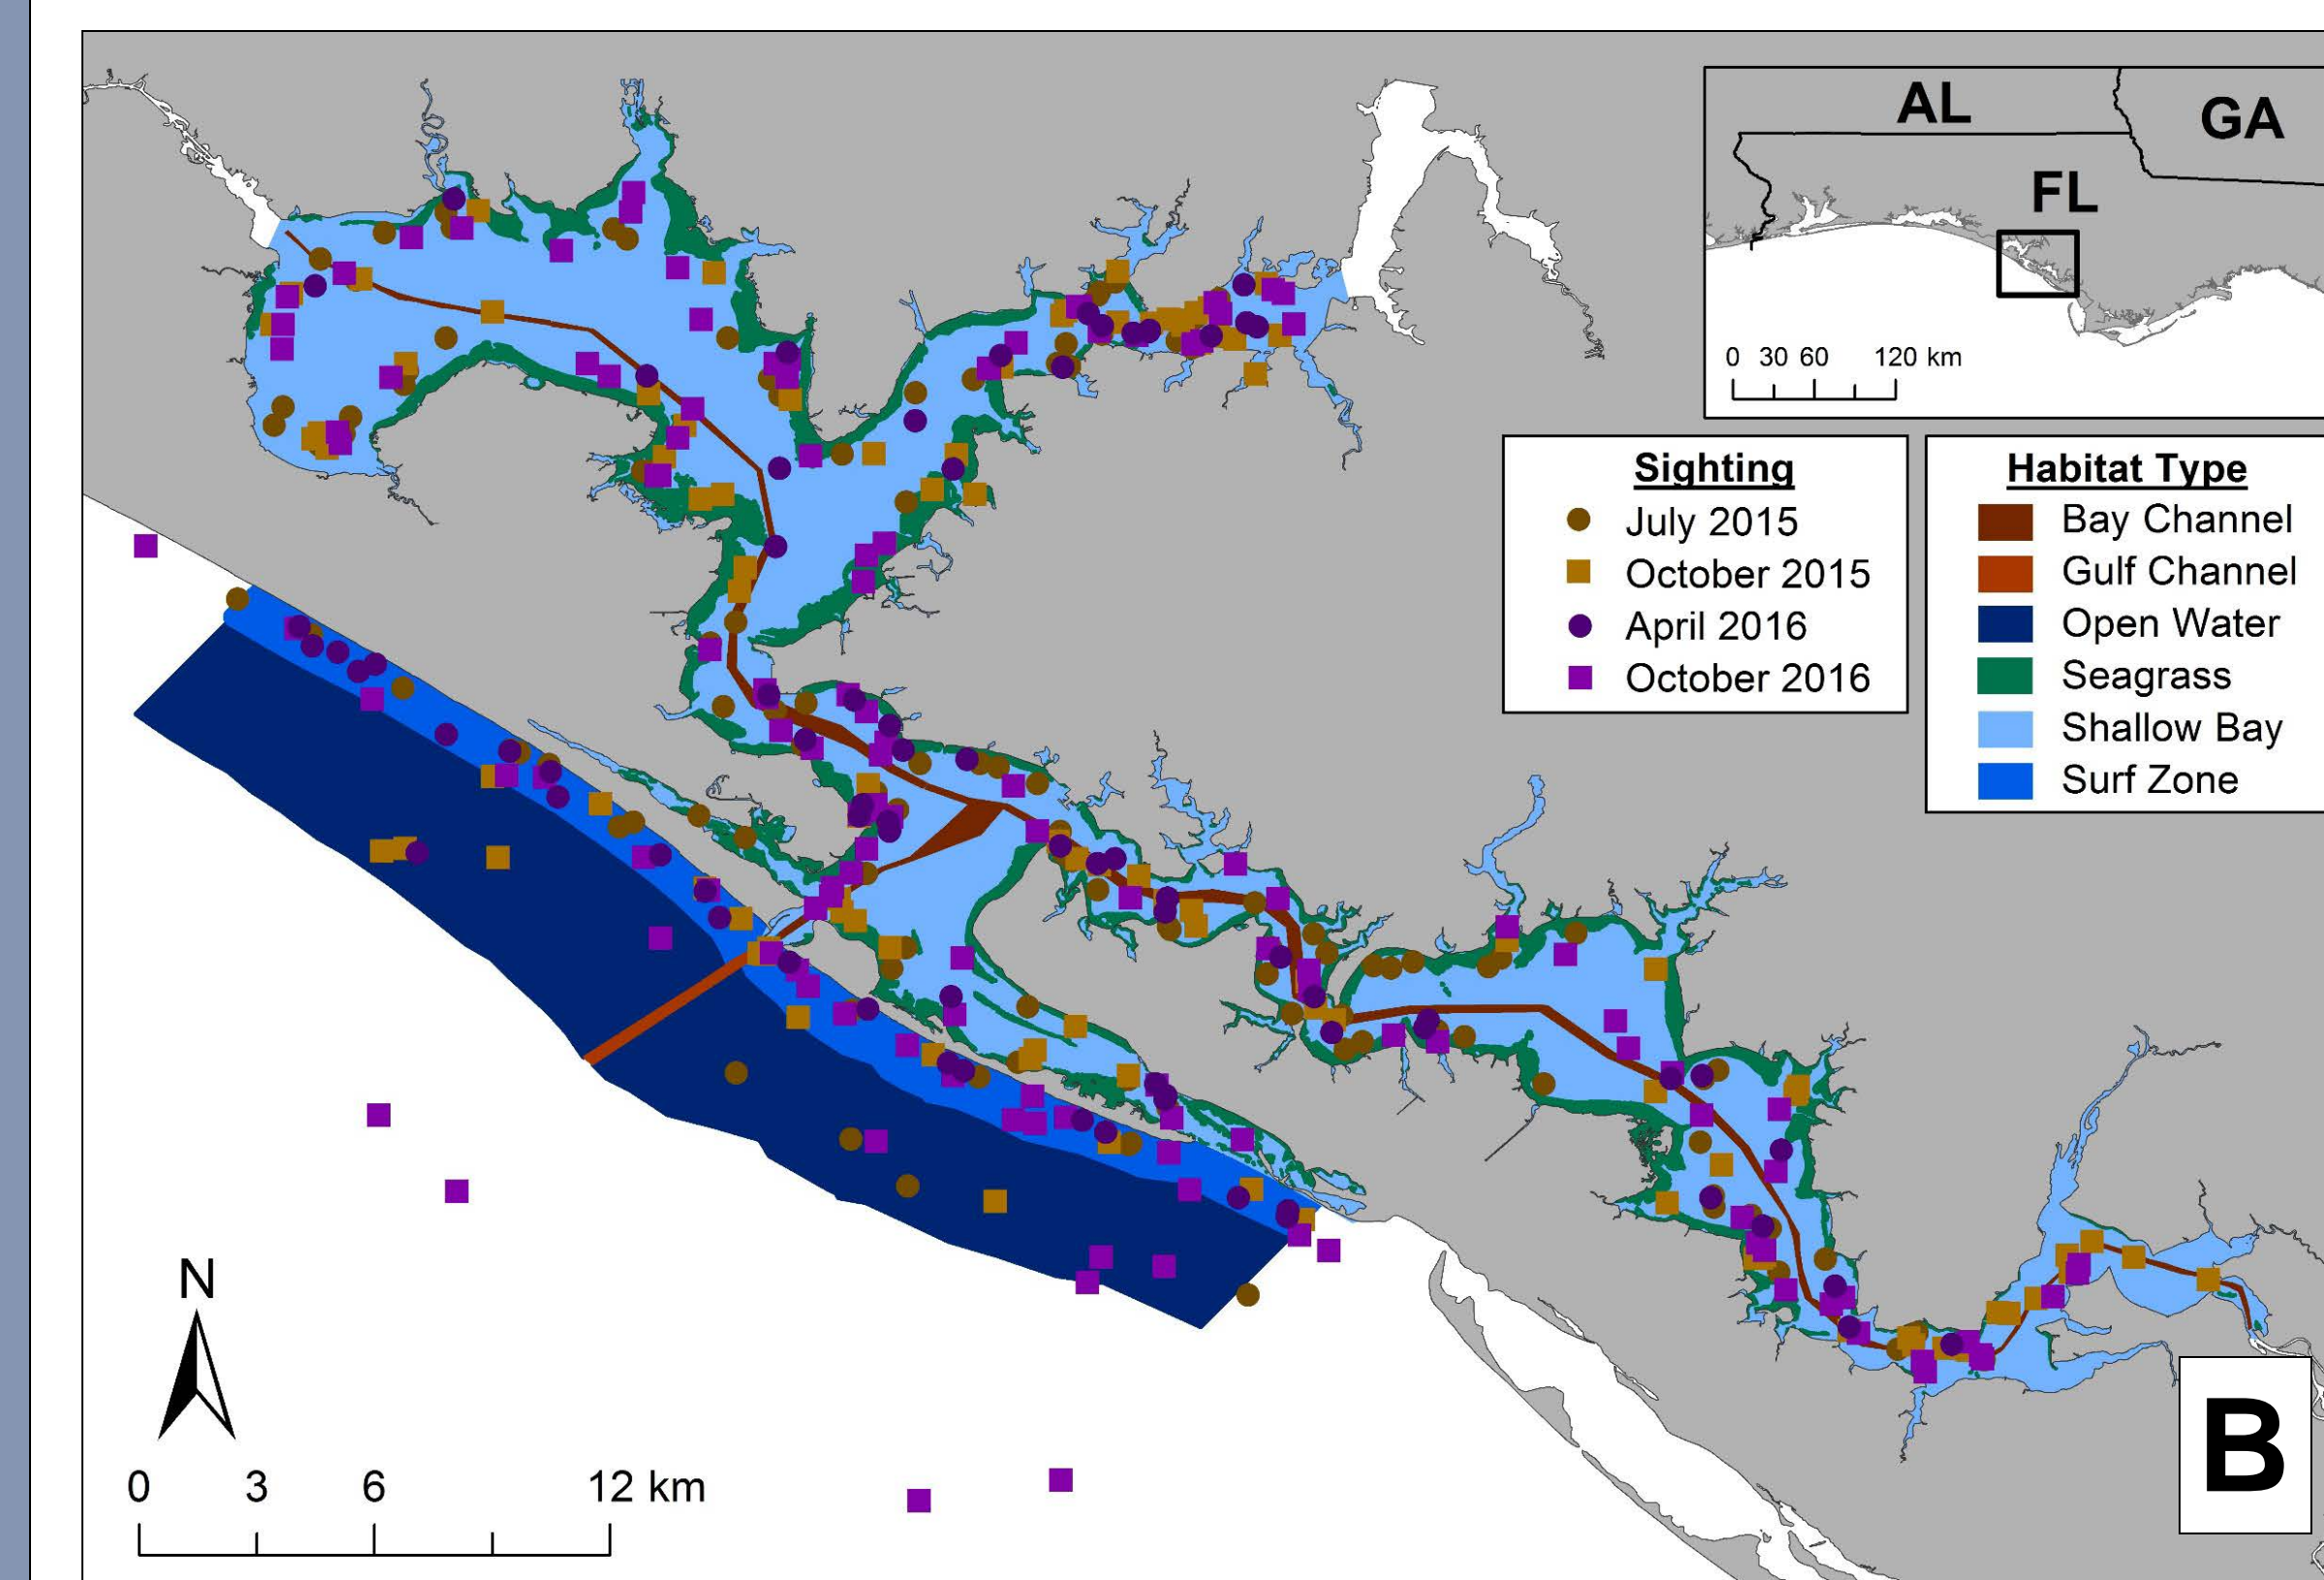 AL
GA
FL
0 30 60 120 km
Sighting
July 2015
October 2015
April 2016
October 2016
Habitat Type
Bay Channel
Gulf Channel
Open Water
Seagrass
Shallow Bay
Surf Zone
N
0 3 6 12 km
B